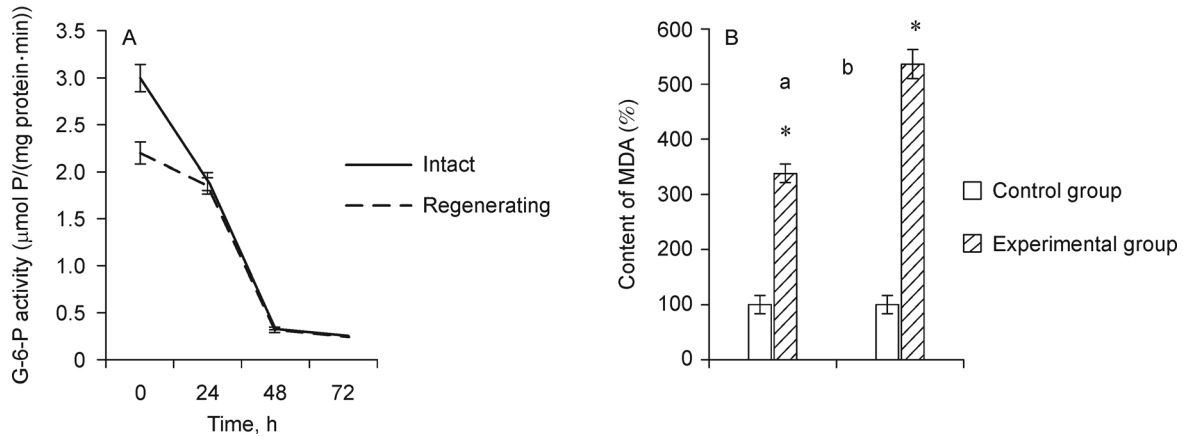 A
G-6-P activity (μmol P/(mg protein·min))
3.5
3.0
2.5
2.0
1.5
1.0
0.5
0
0 24 48 72
Time, h
Intact
Regenerating
B
Content of MDA (%)
600
500
400
300
200
100
0
a
*
b
*
Control group
Experimental group